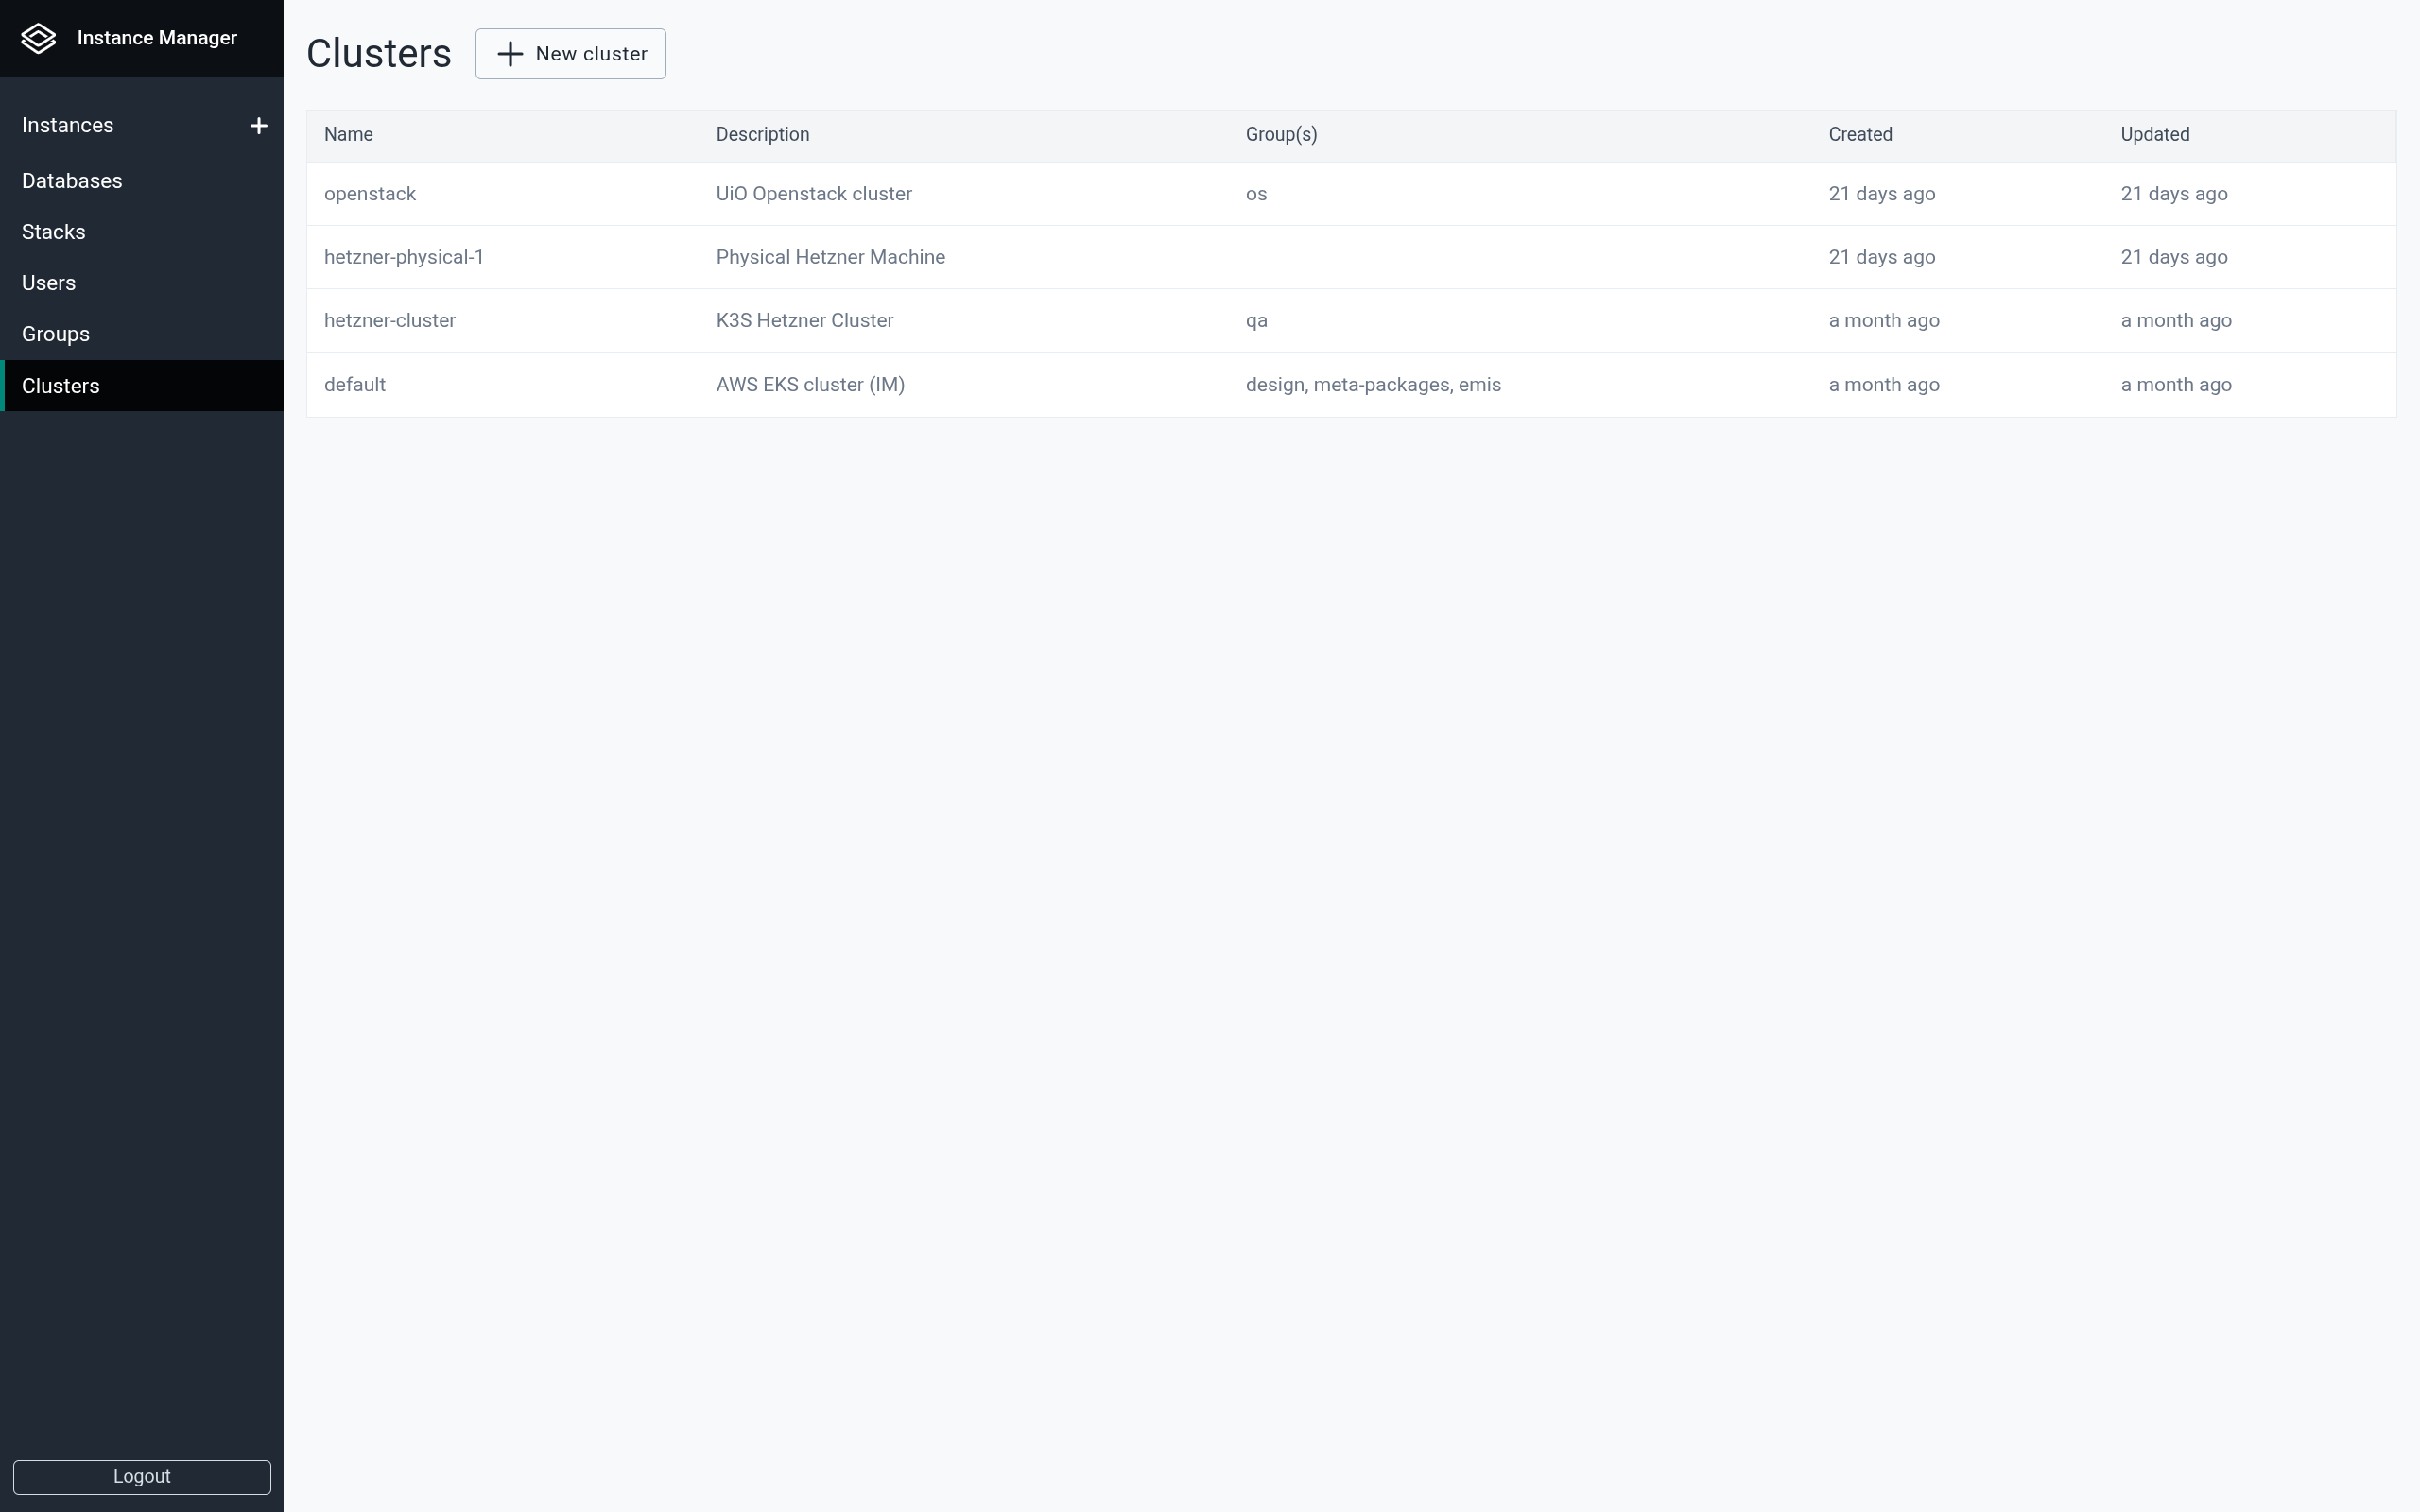 Instance Manager
Instances
Databases
Stacks
Users
Groups
Clusters
Logout
Clusters New cluster
Name Description Group(s) Created Updated
openstack UiO Openstack cluster os 21 days ago 21 days ago
hetzner-physical-1 Physical Hetzner Machine 21 days ago 21 days ago
hetzner-cluster K3S Hetzner Cluster qa a month ago a month ago
default AWS EKS cluster (IM) design, meta-packages, emis a month ago a month ago